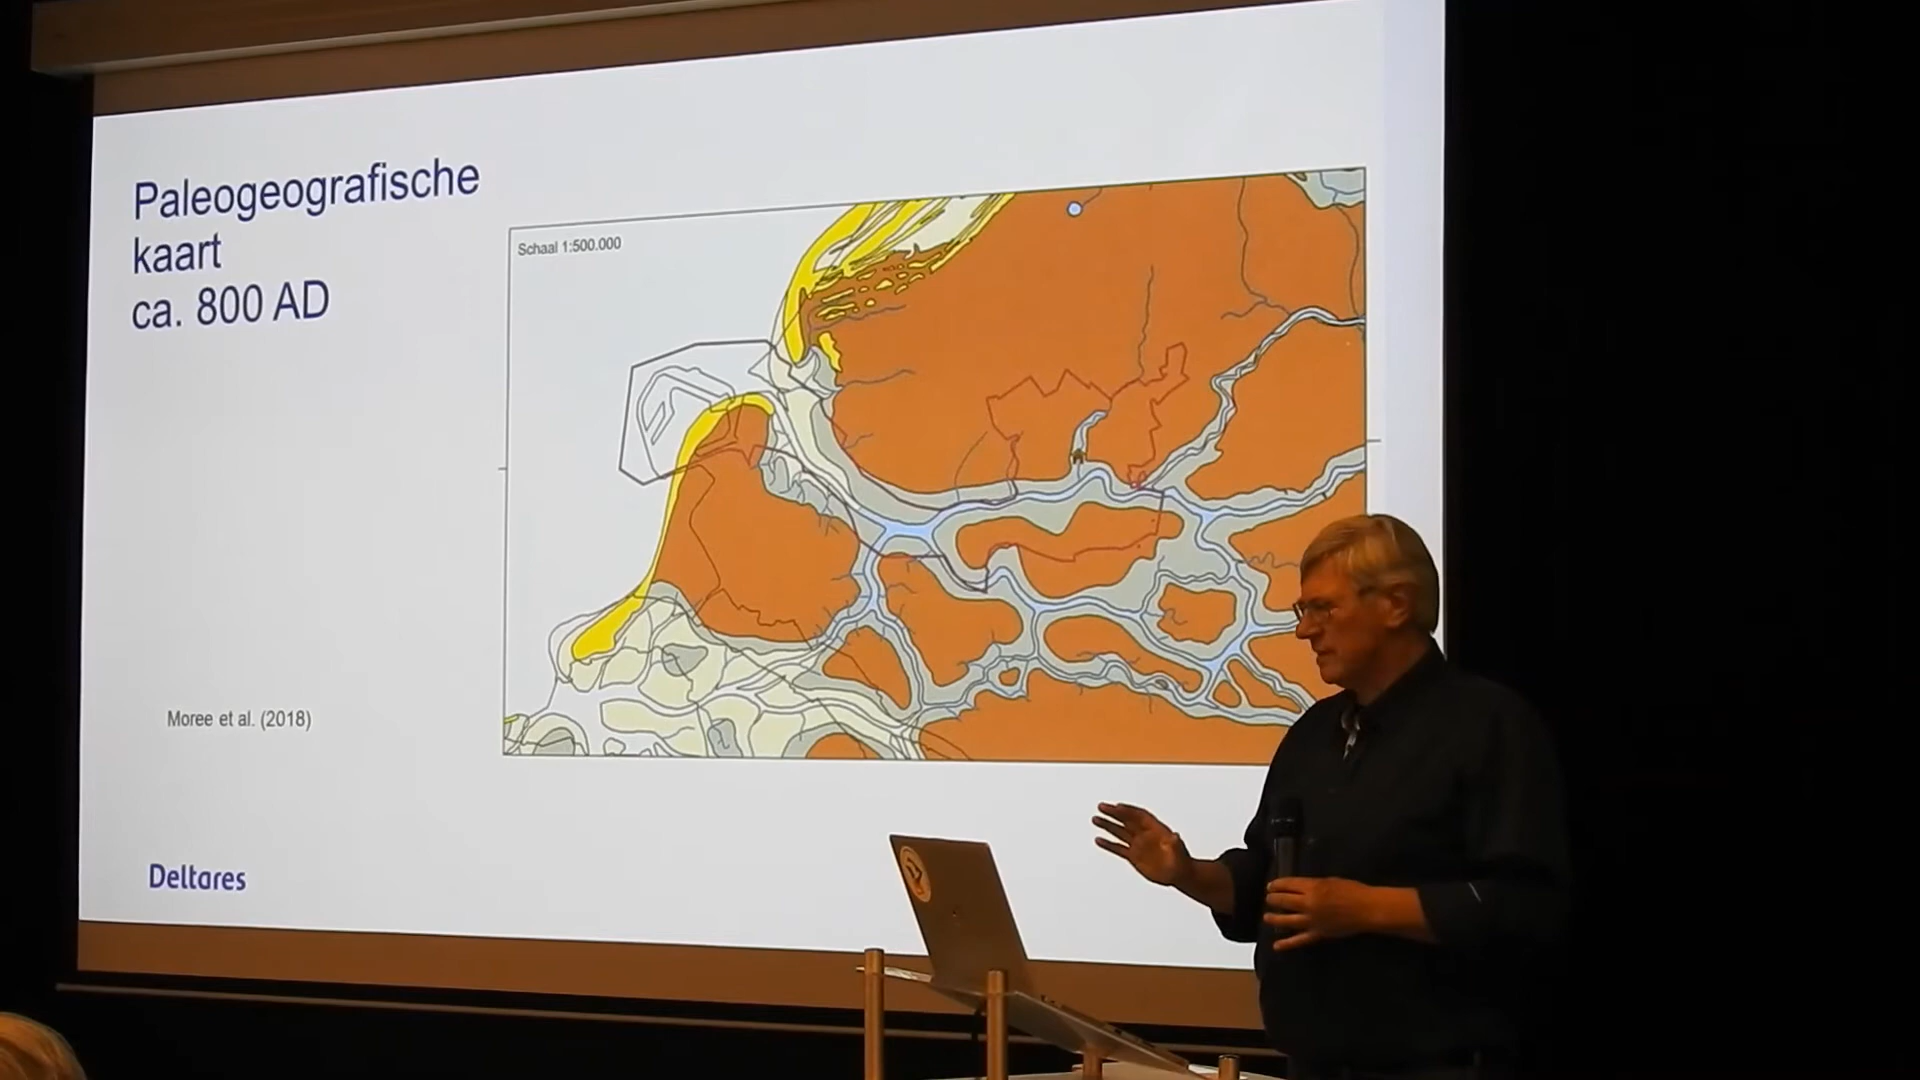 Paleogeografische
kaart
ca. 800 AD
Schaal 1:500.000
Moree et al. (2018)
Deltares